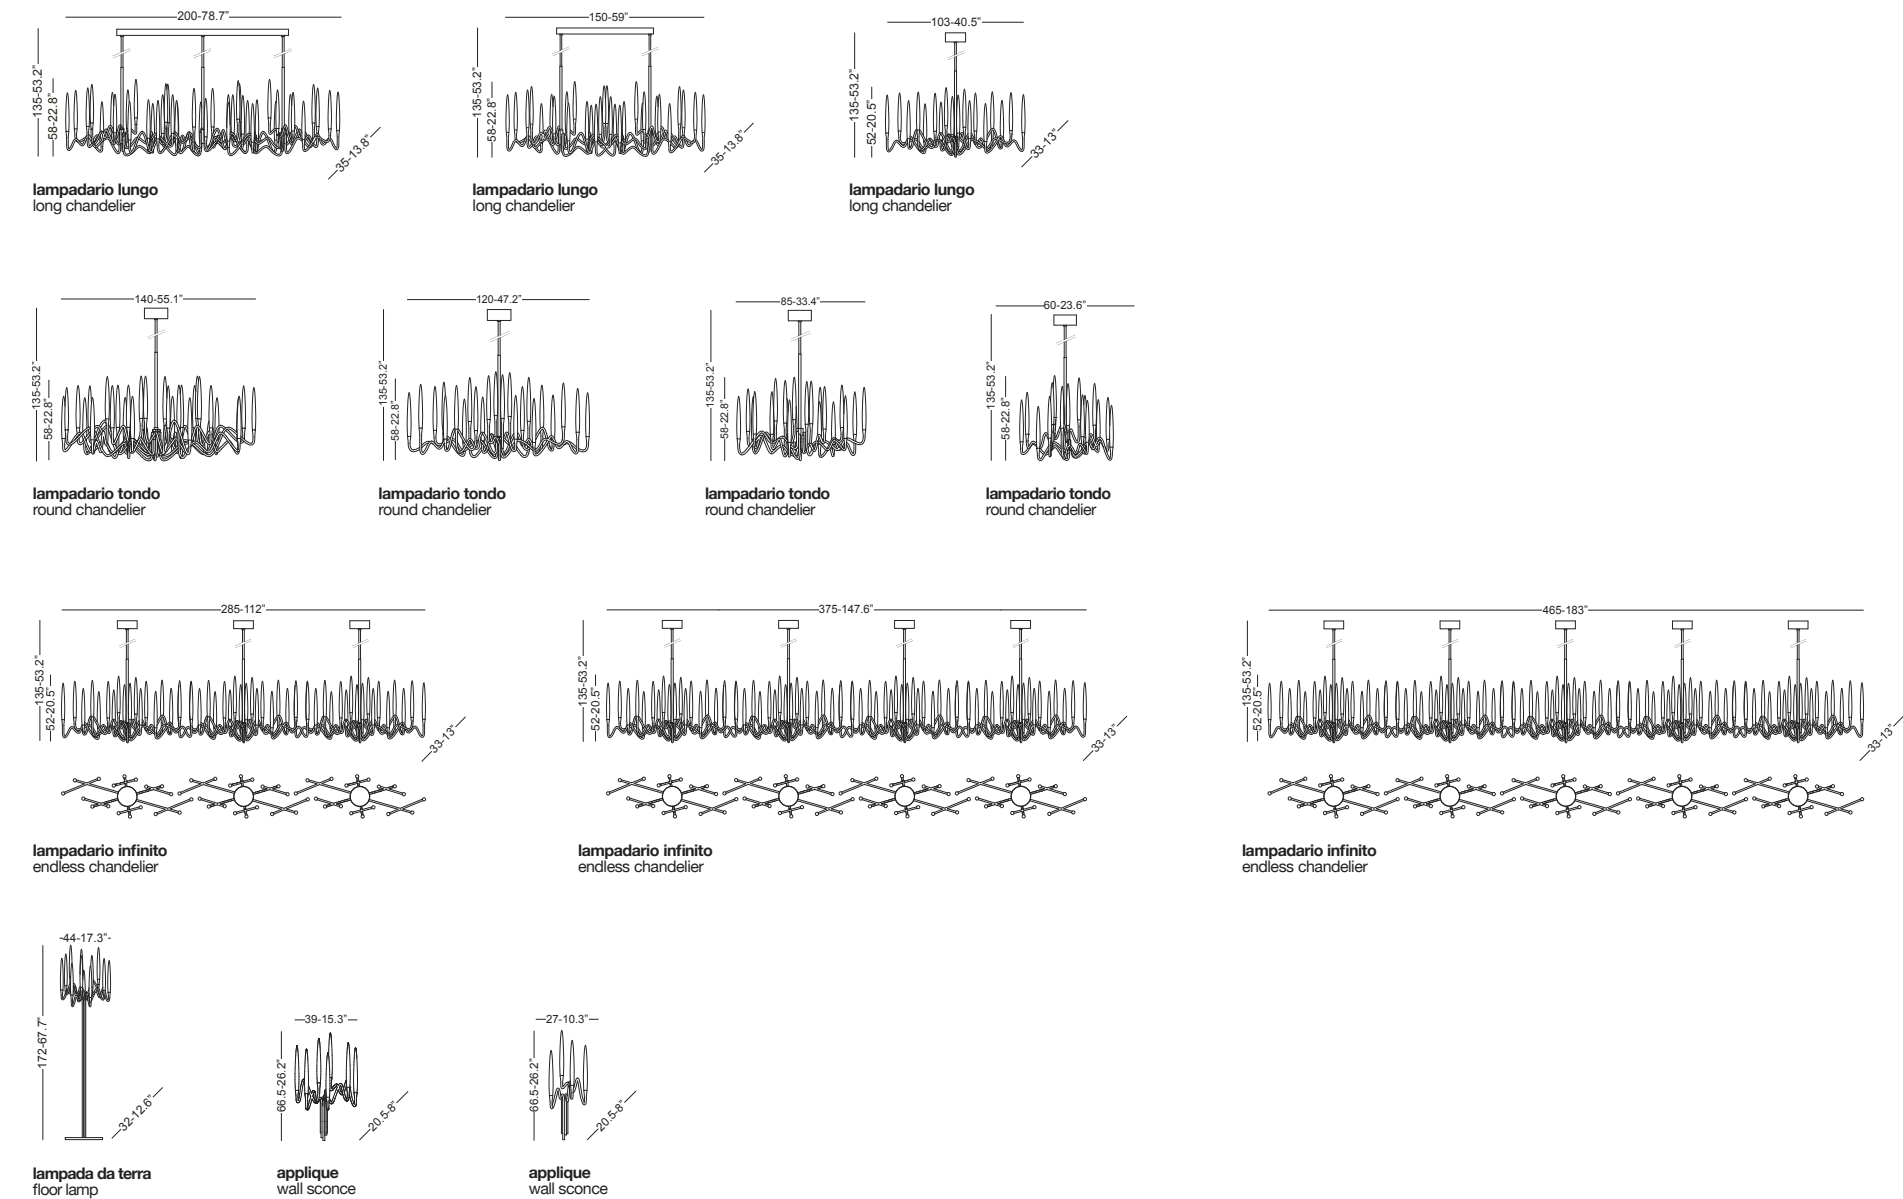 200-78.7”
135-53.2”
58-22.8”
35-13.8”
lampadario lungo
long chandelier
150-59”
135-53.2”
58-22.8”
35-13.8”
lampadario lungo
long chandelier
103-40.5”
135-53.2”
52-20.5”
33-13”
lampadario lungo
long chandelier
140-55.1”
135-53.2”
58-22.8”
lampadario tondo
round chandelier
120-47.2”
135-53.2”
58-22.8”
lampadario tondo
round chandelier
85-33.4”
135-53.2”
58-22.8”
lampadario tondo
round chandelier
60-23.6”
135-53.2”
58-22.8”
lampadario tondo
round chandelier
285-112”
135-53.2”
52-20.5”
33-13”
lampadario infinito
endless chandelier
375-147.6”
135-53.2”
52-20.5”
33-13”
lampadario infinito
endless chandelier
465-183”
135-53.2”
52-20.5”
33-13”
lampadario infinito
endless chandelier
44-17.3”
172-67.7”
32-12.6”
lampada da terra
floor lamp
39-15.3”
66.5-26.2”
20.5-8”
applique
wall sconce
27-10.3”
66.5-26.2”
20.5-8”
applique
wall sconce